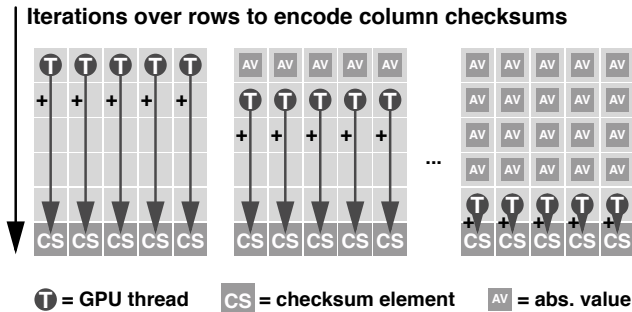 Iterations over rows to encode column checksums
T T T T T AV AV AV AV AV AV AV AV AV AV
+ + + + + T T T T T AV AV AV AV AV
+ + + + + AV AV AV AV AV
... AV AV AV AV AV
T T T T T
+ + + + +
CS CS CS CS CS CS CS CS CS CS CS CS CS CS CS
T = GPU thread CS = checksum element AV = abs. value